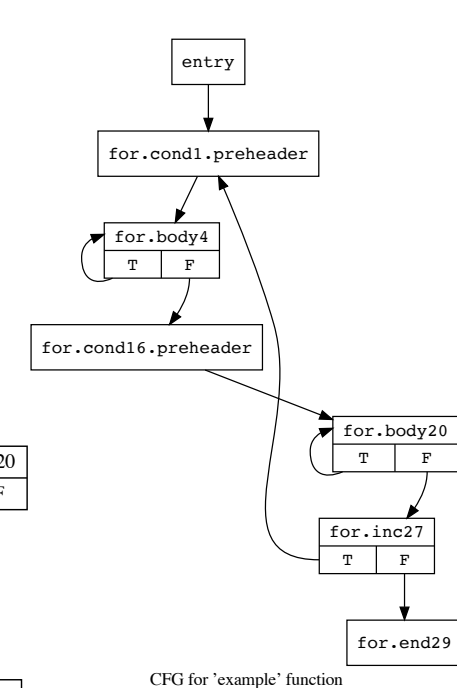 entry
for.cond1.preheader
for.body4
T F
for.cond16.preheader
20
for.body20
T F
F
for.inc27
T F
for.end29
CFG for ’example’ function